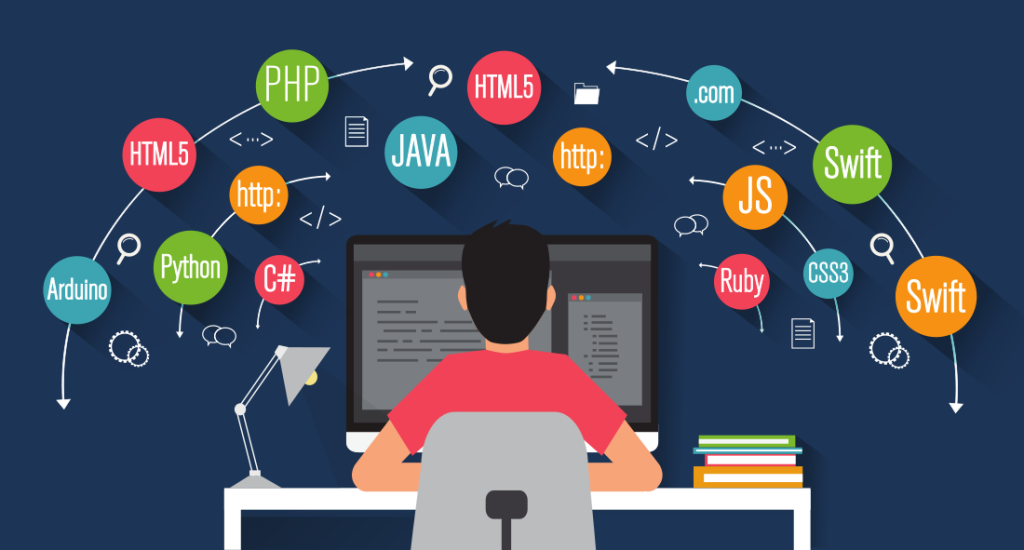 PHP
HTML5
.com
HTML5
JAVA
http:
Swift
http:
JS
Python
C#
Ruby
CSS3
Arduino
Swift